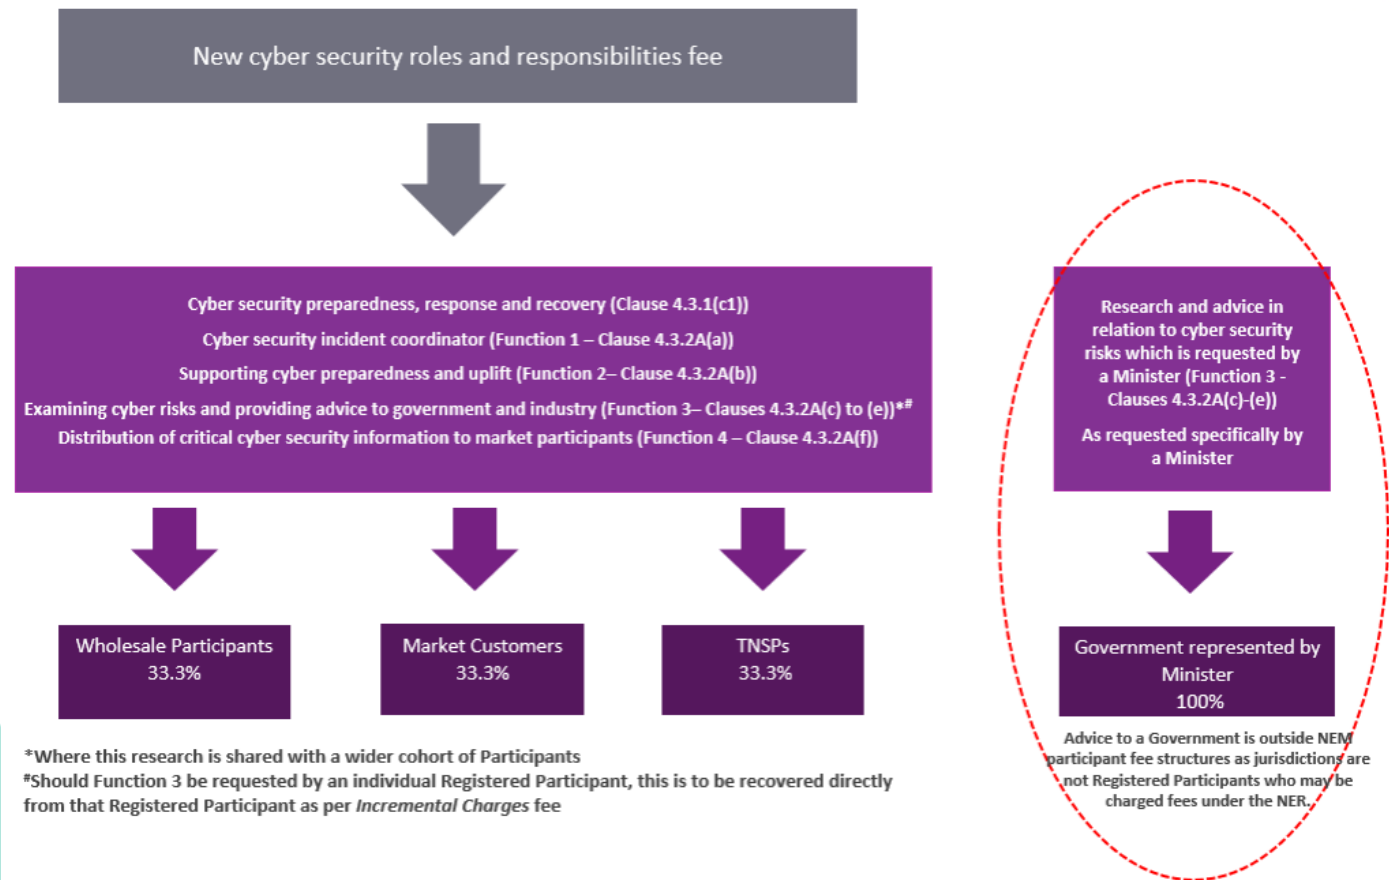 New cyber security roles and responsibilities fee
Cyber security preparedness, response and recovery (Clause 4.3.1(c1))
Cyber security incident coordinator (Function 1 – Clause 4.3.2A(a))
Supporting cyber preparedness and uplift (Function 2– Clause 4.3.2A(b))
Examining cyber risks and providing advice to government and industry (Function 3– Clauses 4.3.2A(c) to (e))*#
Distribution of critical cyber security information to market participants (Function 4 – Clause 4.3.2A(f))
Wholesale Participants
33.3%
Market Customers
33.3%
TNSPs
33.3%
*Where this research is shared with a wider cohort of Participants
#Should Function 3 be requested by an individual Registered Participant, this is to be recovered directly
from that Registered Participant as per Incremental Charges fee
Research and advice in
relation to cyber security
risks which is requested by
a Minister (Function 3 -
Clauses 4.3.2A(c)-(e))
As requested specifically by
a Minister
Government represented by
Minister
100%
Advice to a Government is outside NEM
participant fee structures as jurisdictions are
not Registered Participants who may be
charged fees under the NER.